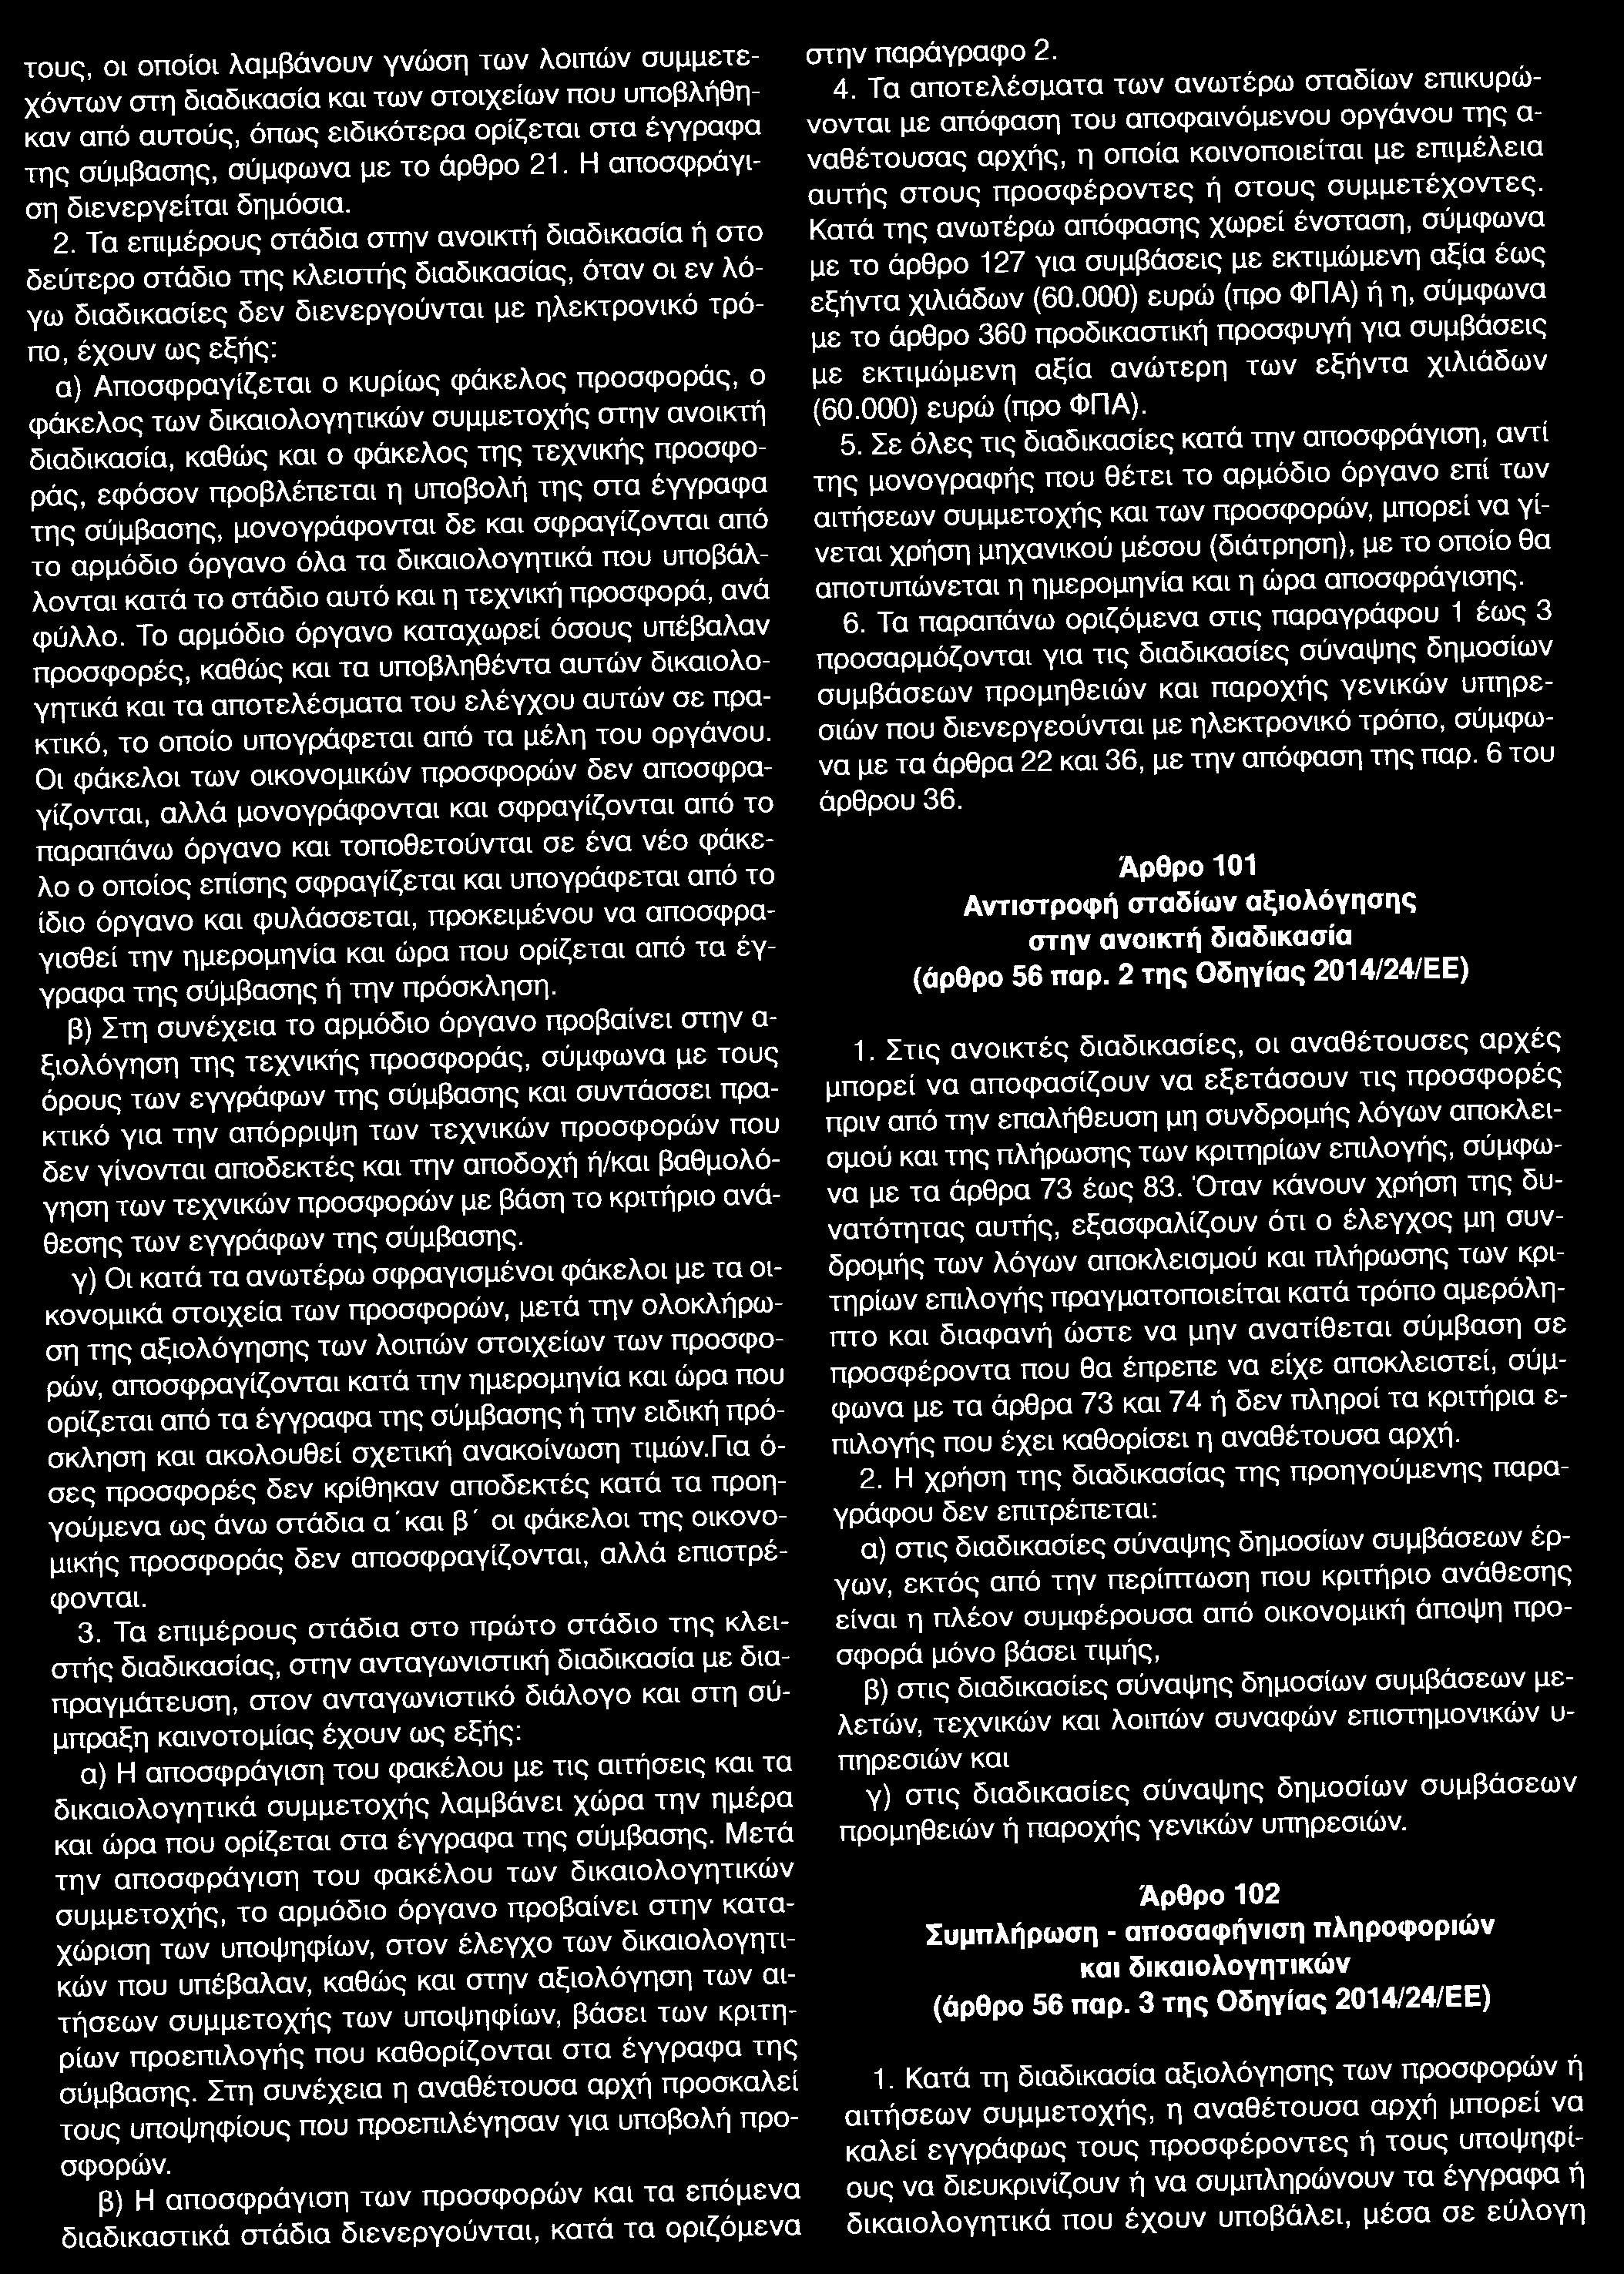 τους, οι οποίοι λαμβάνουν γνώση των λοιπών συμμετε-
χόντων στη διαδικασία και των στοιχείων που υποβλήθη-
καν από αυτούς, όπως ειδικότερα ορίζεται στα έγγραφα
της σύμβασης, σύμφωνα με το άρθρο 21. Η αποσφράγι-
ση διενεργείται δημόσια.
2. Τα επιμέρους στάδια στην ανοικτή διαδικασία ή στο
δεύτερο στάδιο της κλειστής διαδικασίας, όταν οι εν λό-
γω διαδικασίες δεν διενεργούνται με ηλεκτρονικό τρό-
πο, έχουν ως εξής:
α) Αποσφραγίζεται ο κυρίως φάκελος προσφοράς, ο
φάκελος των δικαιολογητικών συμμετοχής στην ανοικτή
διαδικασία, καθώς και ο φάκελος της τεχνικής προσφο-
ράς, εφόσον προβλέπεται η υποβολή της στα έγγραφα
της σύμβασης, μονογράφονται δε και σφραγίζονται από
το αρμόδιο όργανο όλα τα δικαιολογητικά που υποβάλ-
λονται κατά το στάδιο αυτό και η τεχνική προσφορά, ανά
φύλλο. Το αρμόδιο όργανο καταχωρεί όσους υπέβαλαν
προσφορές, καθώς και τα υποβληθέντα αυτών δικαιολο-
γητικά και τα αποτελέσματα του ελέγχου αυτών σε πρα-
κτικό, το οποίο υπογράφεται από τα μέλη του οργάνου.
Οι φάκελοι των οικονομικών προσφορών δεν αποσφρα-
γίζονται, αλλά μονογράφονται και σφραγίζονται από το
παραπάνω όργανο και τοποθετούνται σε ένα νέο φάκε-
λο ο οποίος επίσης σφραγίζεται και υπογράφεται από το
ίδιο όργανο και φυλάσσεται, προκειμένου να αποσφρα-
γισθεί την ημερομηνία και ώρα που ορίζεται από τα έγ-
γραφα της σύμβασης ή την πρόσκληση.
β) Στη συνέχεια το αρμόδιο όργανο προβαίνει στην α-
ξιολόγηση της τεχνικής προσφοράς, σύμφωνα με τους
όρους των εγγράφων της σύμβασης και συντάσσει πρα-
κτικό για την απόρριψη των τεχνικών προσφορών που
δεν γίνονται αποδεκτές και την αποδοχή ή/και βαθμολό-
γηση των τεχνικών προσφορών με βάση το κριτήριο ανά-
θεσης των εγγράφων της σύμβασης.
γ) Οι κατά τα ανωτέρω σφραγισμένοι φάκελοι με τα οι-
κονομικά στοιχεία των προσφορών, μετά την ολοκλήρω-
ση της αξιολόγησης των λοιπών στοιχείων των προσφο-
ρών, αποσφραγίζονται κατά την ημερομηνία και ώρα που
ορίζεται από τα έγγραφα της σύμβασης ή την ειδική πρό-
σκληση και ακολουθεί σχετική ανακοίνωση τιμών.Για ό-
σες προσφορές δεν κρίθηκαν αποδεκτές κατά τα προη-
γούμενα ως άνω στάδια α΄και β΄ οι φάκελοι της οικονο-
μικής προσφοράς δεν αποσφραγίζονται, αλλά επιστρέ-
φονται.
3. Τα επιμέρους στάδια στο πρώτο στάδιο της κλει-
στής διαδικασίας, στην ανταγωνιστική διαδικασία με δια-
πραγμάτευση, στον ανταγωνιστικό διάλογο και στη σύ-
μπραξη καινοτομίας έχουν ως εξής:
α) Η αποσφράγιση του φακέλου με τις αιτήσεις και τα
δικαιολογητικά συμμετοχής λαμβάνει χώρα την ημέρα
και ώρα που ορίζεται στα έγγραφα της σύμβασης. Μετά
την αποσφράγιση του φακέλου των δικαιολογητικών
συμμετοχής, το αρμόδιο όργανο προβαίνει στην κατα-
χώριση των υποψηφίων, στον έλεγχο των δικαιολογητι-
κών που υπέβαλαν, καθώς και στην αξιολόγηση των αι-
τήσεων συμμετοχής των υποψηφίων, βάσει των κριτη-
ρίων προεπιλογής που καθορίζονται στα έγγραφα της
σύμβασης. Στη συνέχεια η αναθέτουσα αρχή προσκαλεί
τους υποψηφίους που προεπιλέγησαν για υποβολή προ-
σφορών.
β) Η αποσφράγιση των προσφορών και τα επόμενα
διαδικαστικά στάδια διενεργούνται, κατά τα οριζόμενα
στην παράγραφο 2.
4. Τα αποτελέσματα των ανωτέρω σταδίων επικυρώ-
νονται με απόφαση του αποφαινόμενου οργάνου της α-
ναθέτουσας αρχής, η οποία κοινοποιείται με επιμέλεια
αυτής στους προσφέροντες ή στους συμμετέχοντες.
Κατά της ανωτέρω απόφασης χωρεί ένσταση, σύμφωνα
με το άρθρο 127 για συμβάσεις με εκτιμώμενη αξία έως
εξήντα χιλιάδων (60.000) ευρώ (προ ΦΠΑ) ή η, σύμφωνα
με το άρθρο 360 προδικαστική προσφυγή για συμβάσεις
με εκτιμώμενη αξία ανώτερη των εξήντα χιλιάδων
(60.000) ευρώ (προ ΦΠΑ).
5. Σε όλες τις διαδικασίες κατά την αποσφράγιση, αντί
της μονογραφής που θέτει το αρμόδιο όργανο επί των
αιτήσεων συμμετοχής και των προσφορών, μπορεί να γί-
νεται χρήση μηχανικού μέσου (διάτρηση), με το οποίο θα
αποτυπώνεται η ημερομηνία και η ώρα αποσφράγισης.
6. Τα παραπάνω οριζόμενα στις παραγράφου 1 έως 3
προσαρμόζονται για τις διαδικασίες σύναψης δημοσίων
συμβάσεων προμηθειών και παροχής γενικών υπηρε-
σιών που διενεργεούνται με ηλεκτρονικό τρόπο, σύμφω-
να με τα άρθρα 22 και 36, με την απόφαση της παρ. 6 του
άρθρου 36.
Άρθρο 101
Αντιστροφή σταδίων αξιολόγησης
στην ανοικτή διαδικασία
(άρθρο 56 παρ. 2 της Οδηγίας 2014/24/ΕΕ)
1. Στις ανοικτές διαδικασίες, οι αναθέτουσες αρχές
μπορεί να αποφασίζουν να εξετάσουν τις προσφορές
πριν από την επαλήθευση μη συνδρομής λόγων αποκλει-
σμού και της πλήρωσης των κριτηρίων επιλογής, σύμφω-
να με τα άρθρα 73 έως 83. Όταν κάνουν χρήση της δυ-
νατότητας αυτής, εξασφαλίζουν ότι ο έλεγχος μη συν-
δρομής των λόγων αποκλεισμού και πλήρωσης των κρι-
τηρίων επιλογής πραγματοποιείται κατά τρόπο αμερόλη-
πτο και διαφανή ώστε να μην ανατίθεται σύμβαση σε
προσφέροντα που θα έπρεπε να είχε αποκλειστεί, σύμ-
φωνα με τα άρθρα 73 και 74 ή δεν πληροί τα κριτήρια ε-
πιλογής που έχει καθορίσει η αναθέτουσα αρχή.
2. Η χρήση της διαδικασίας της προηγούμενης παρα-
γράφου δεν επιτρέπεται:
α) στις διαδικασίες σύναψης δημοσίων συμβάσεων έρ-
γων, εκτός από την περίπτωση που κριτήριο ανάθεσης
είναι η πλέον συμφέρουσα από οικονομική άποψη προ-
σφορά μόνο βάσει τιμής,
β) στις διαδικασίες σύναψης δημοσίων συμβάσεων με-
λετών, τεχνικών και λοιπών συναφών επιστημονικών υ-
πηρεσιών και
γ) στις διαδικασίες σύναψης δημοσίων συμβάσεων
προμηθειών ή παροχής γενικών υπηρεσιών.
Άρθρο 102
Συμπλήρωση - αποσαφήνιση πληροφοριών
και δικαιολογητικών
(άρθρο 56 παρ. 3 της Οδηγίας 2014/24/ΕΕ)
1. Κατά τη διαδικασία αξιολόγησης των προσφορών ή
αιτήσεων συμμετοχής, η αναθέτουσα αρχή μπορεί να
καλεί εγγράφως τους προσφέροντες ή τους υποψηφί-
ους να διευκρινίζουν ή να συμπληρώνουν τα έγγραφα ή
δικαιολογητικά που έχουν υποβάλει, μέσα σε εύλογη